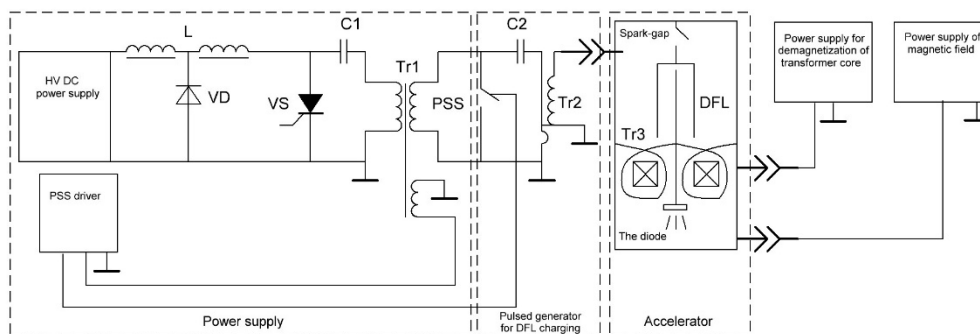 L
C1
C2
HV DC
power supply
VD
VS
Tr1
PSS
Tr2
Spark-gap
DFL
Tr3
The diode
Power supply for
demagnetization of
transformer core
Power supply of
magnetic field
PSS driver
Power supply
Pulsed generator
for DFL charging
Accelerator